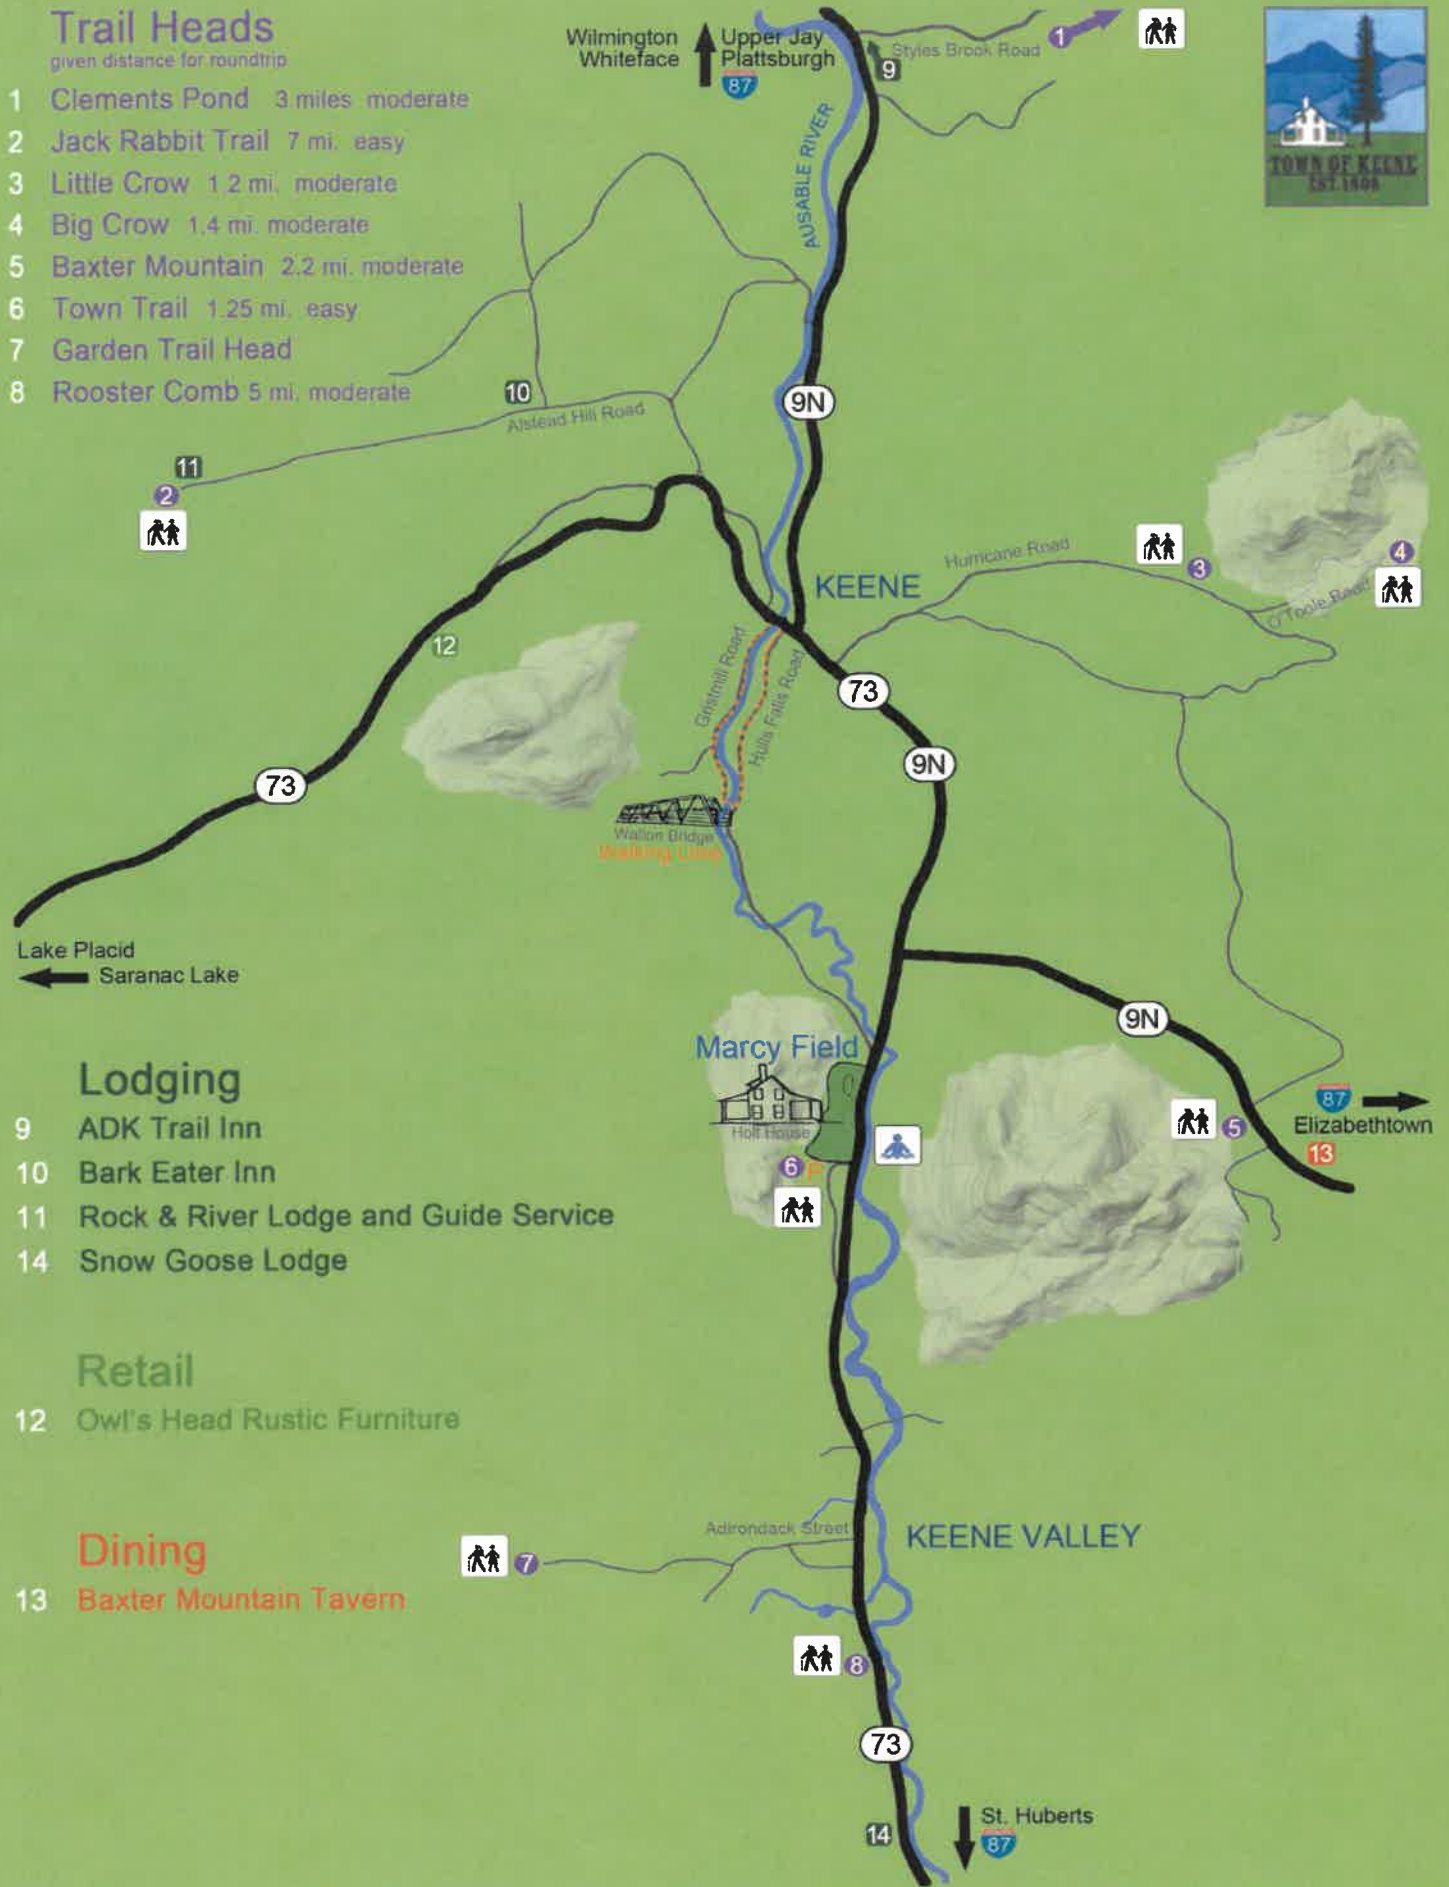 Trail Heads
given distance for roundtrip
1 Clements Pond 3 miles moderate
2 Jack Rabbit Trail 7 mi. easy
3 Little Crow 1 2 mi. moderate
4 Big Crow 1.4 mi. moderate
5 Baxter Mountain 2.2 mi. moderate
6 Town Trail 1.25 mi. easy
7 Garden Trail Head
8 Rooster Comb 5 mi. moderate
Wilmington
Whiteface
Upper Jay
Plattsburgh
87
9
Styles Brook Road
1
TOWN OF KEENE
EST. 1808
AUSABLE RIVER
10
Alstead Hill Road
9N
11
2
Hurricane Road
3
4
O'Toole Road
KEENE
12
Gristmill Road
Hulls Falls Road
73
9N
73
Walton Bridge
Walking Loop
Lake Placid
Saranac Lake
9N
Marcy Field
Holt House
6 P
5
87
Elizabethtown
13
Lodging
9 ADK Trail Inn
10 Bark Eater Inn
11 Rock & River Lodge and Guide Service
14 Snow Goose Lodge
Retail
12 Owl's Head Rustic Furniture
Dining
13 Baxter Mountain Tavern
Adirondack Street
KEENE VALLEY
7
8
73
14
St. Huberts
87